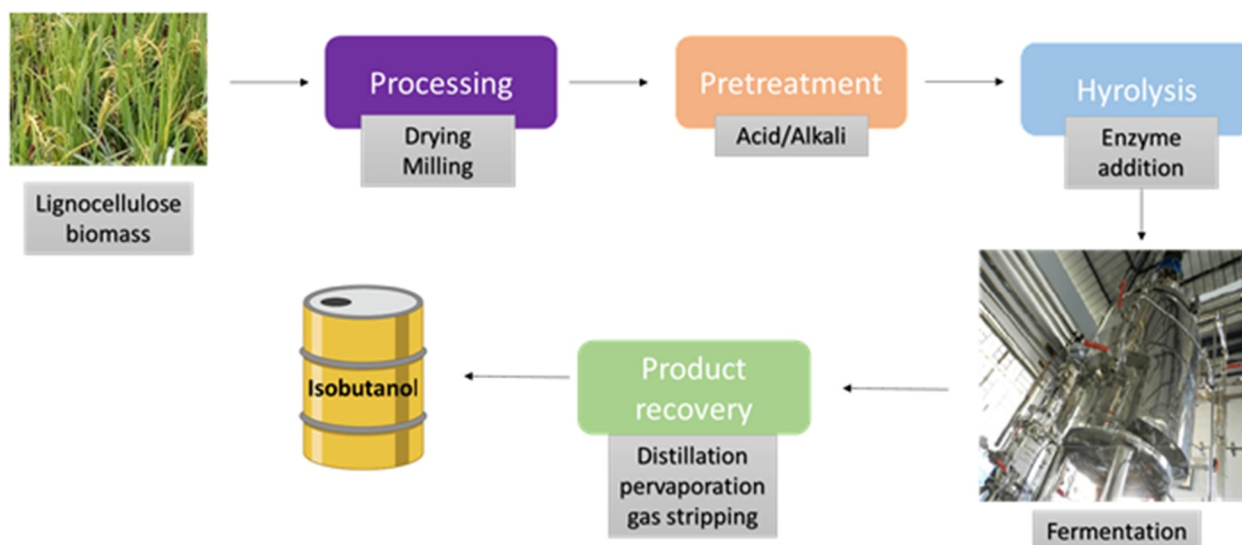 Lignocellulose
biomass
Processing
Drying
Milling
Pretreatment
Acid/Alkali
Hyrolysis
Enzyme
addition
Fermentation
Product
recovery
Distillation
pervaporation
gas stripping
Isobutanol